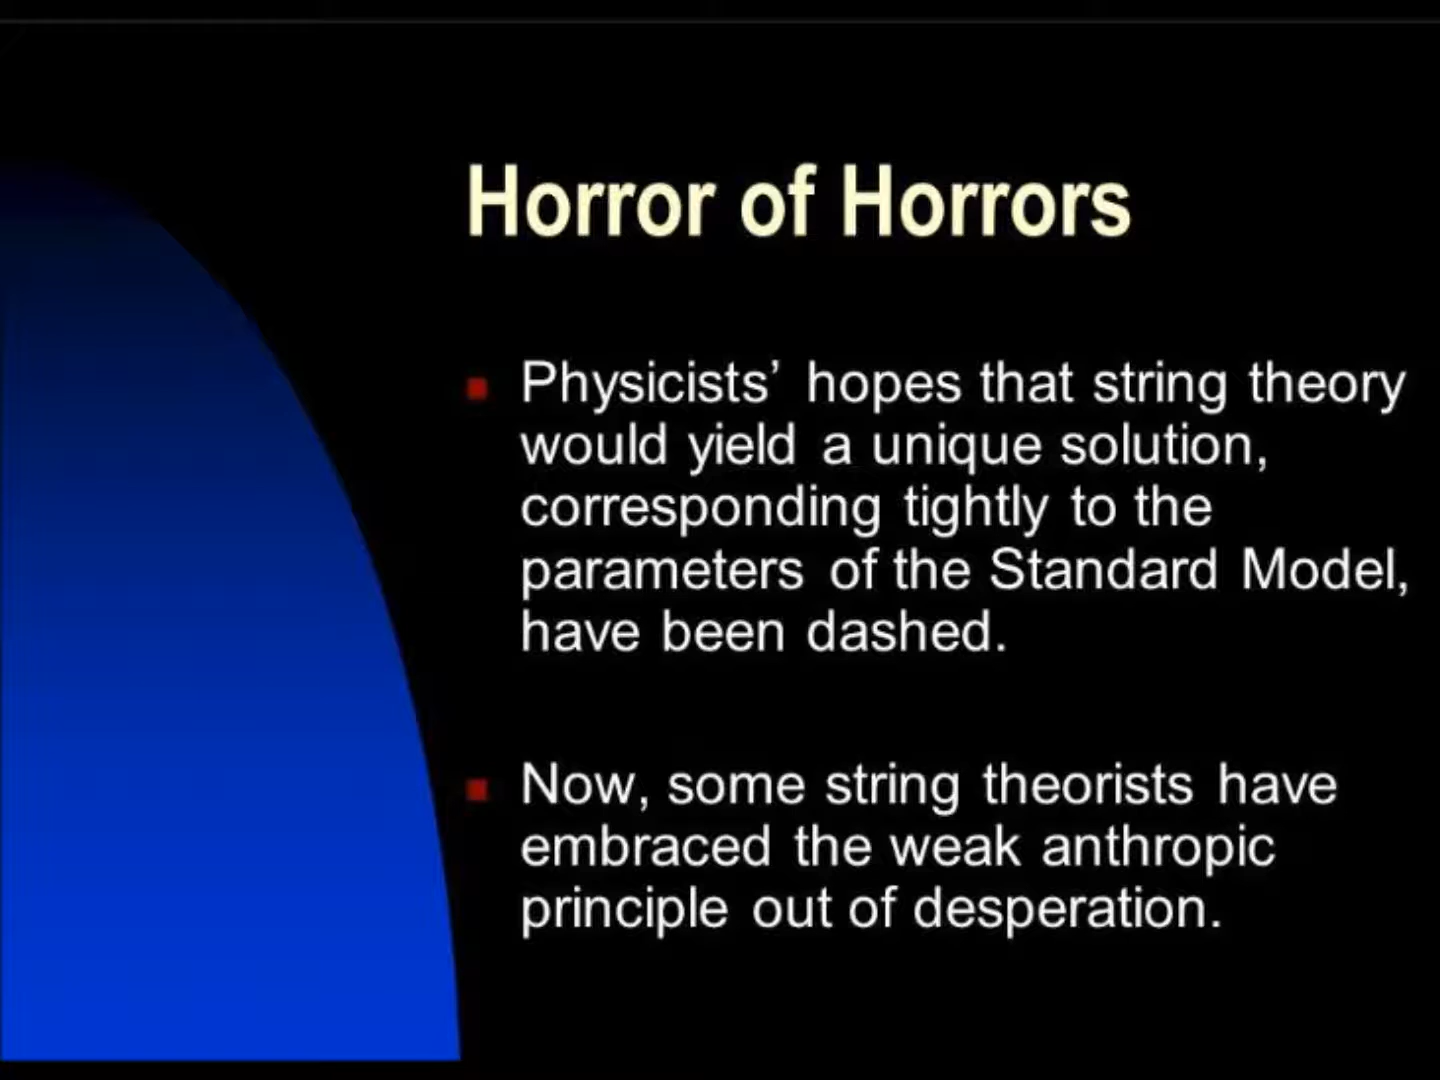 Horror of Horrors
Physicists’ hopes that string theory
would yield a unique solution,
corresponding tightly to the
parameters of the Standard Model,
have been dashed.
Now, some string theorists have
embraced the weak anthropic
principle out of desperation.